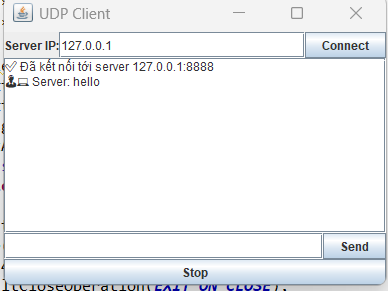 UDP Client
Server IP: 127.0.0.1 Connect
✓ Đã kết nối tới server 127.0.0.1:8888
👨‍💻 Server: hello
Send
Stop
ItCloseOperation(EXIT_ON_CLOSE);